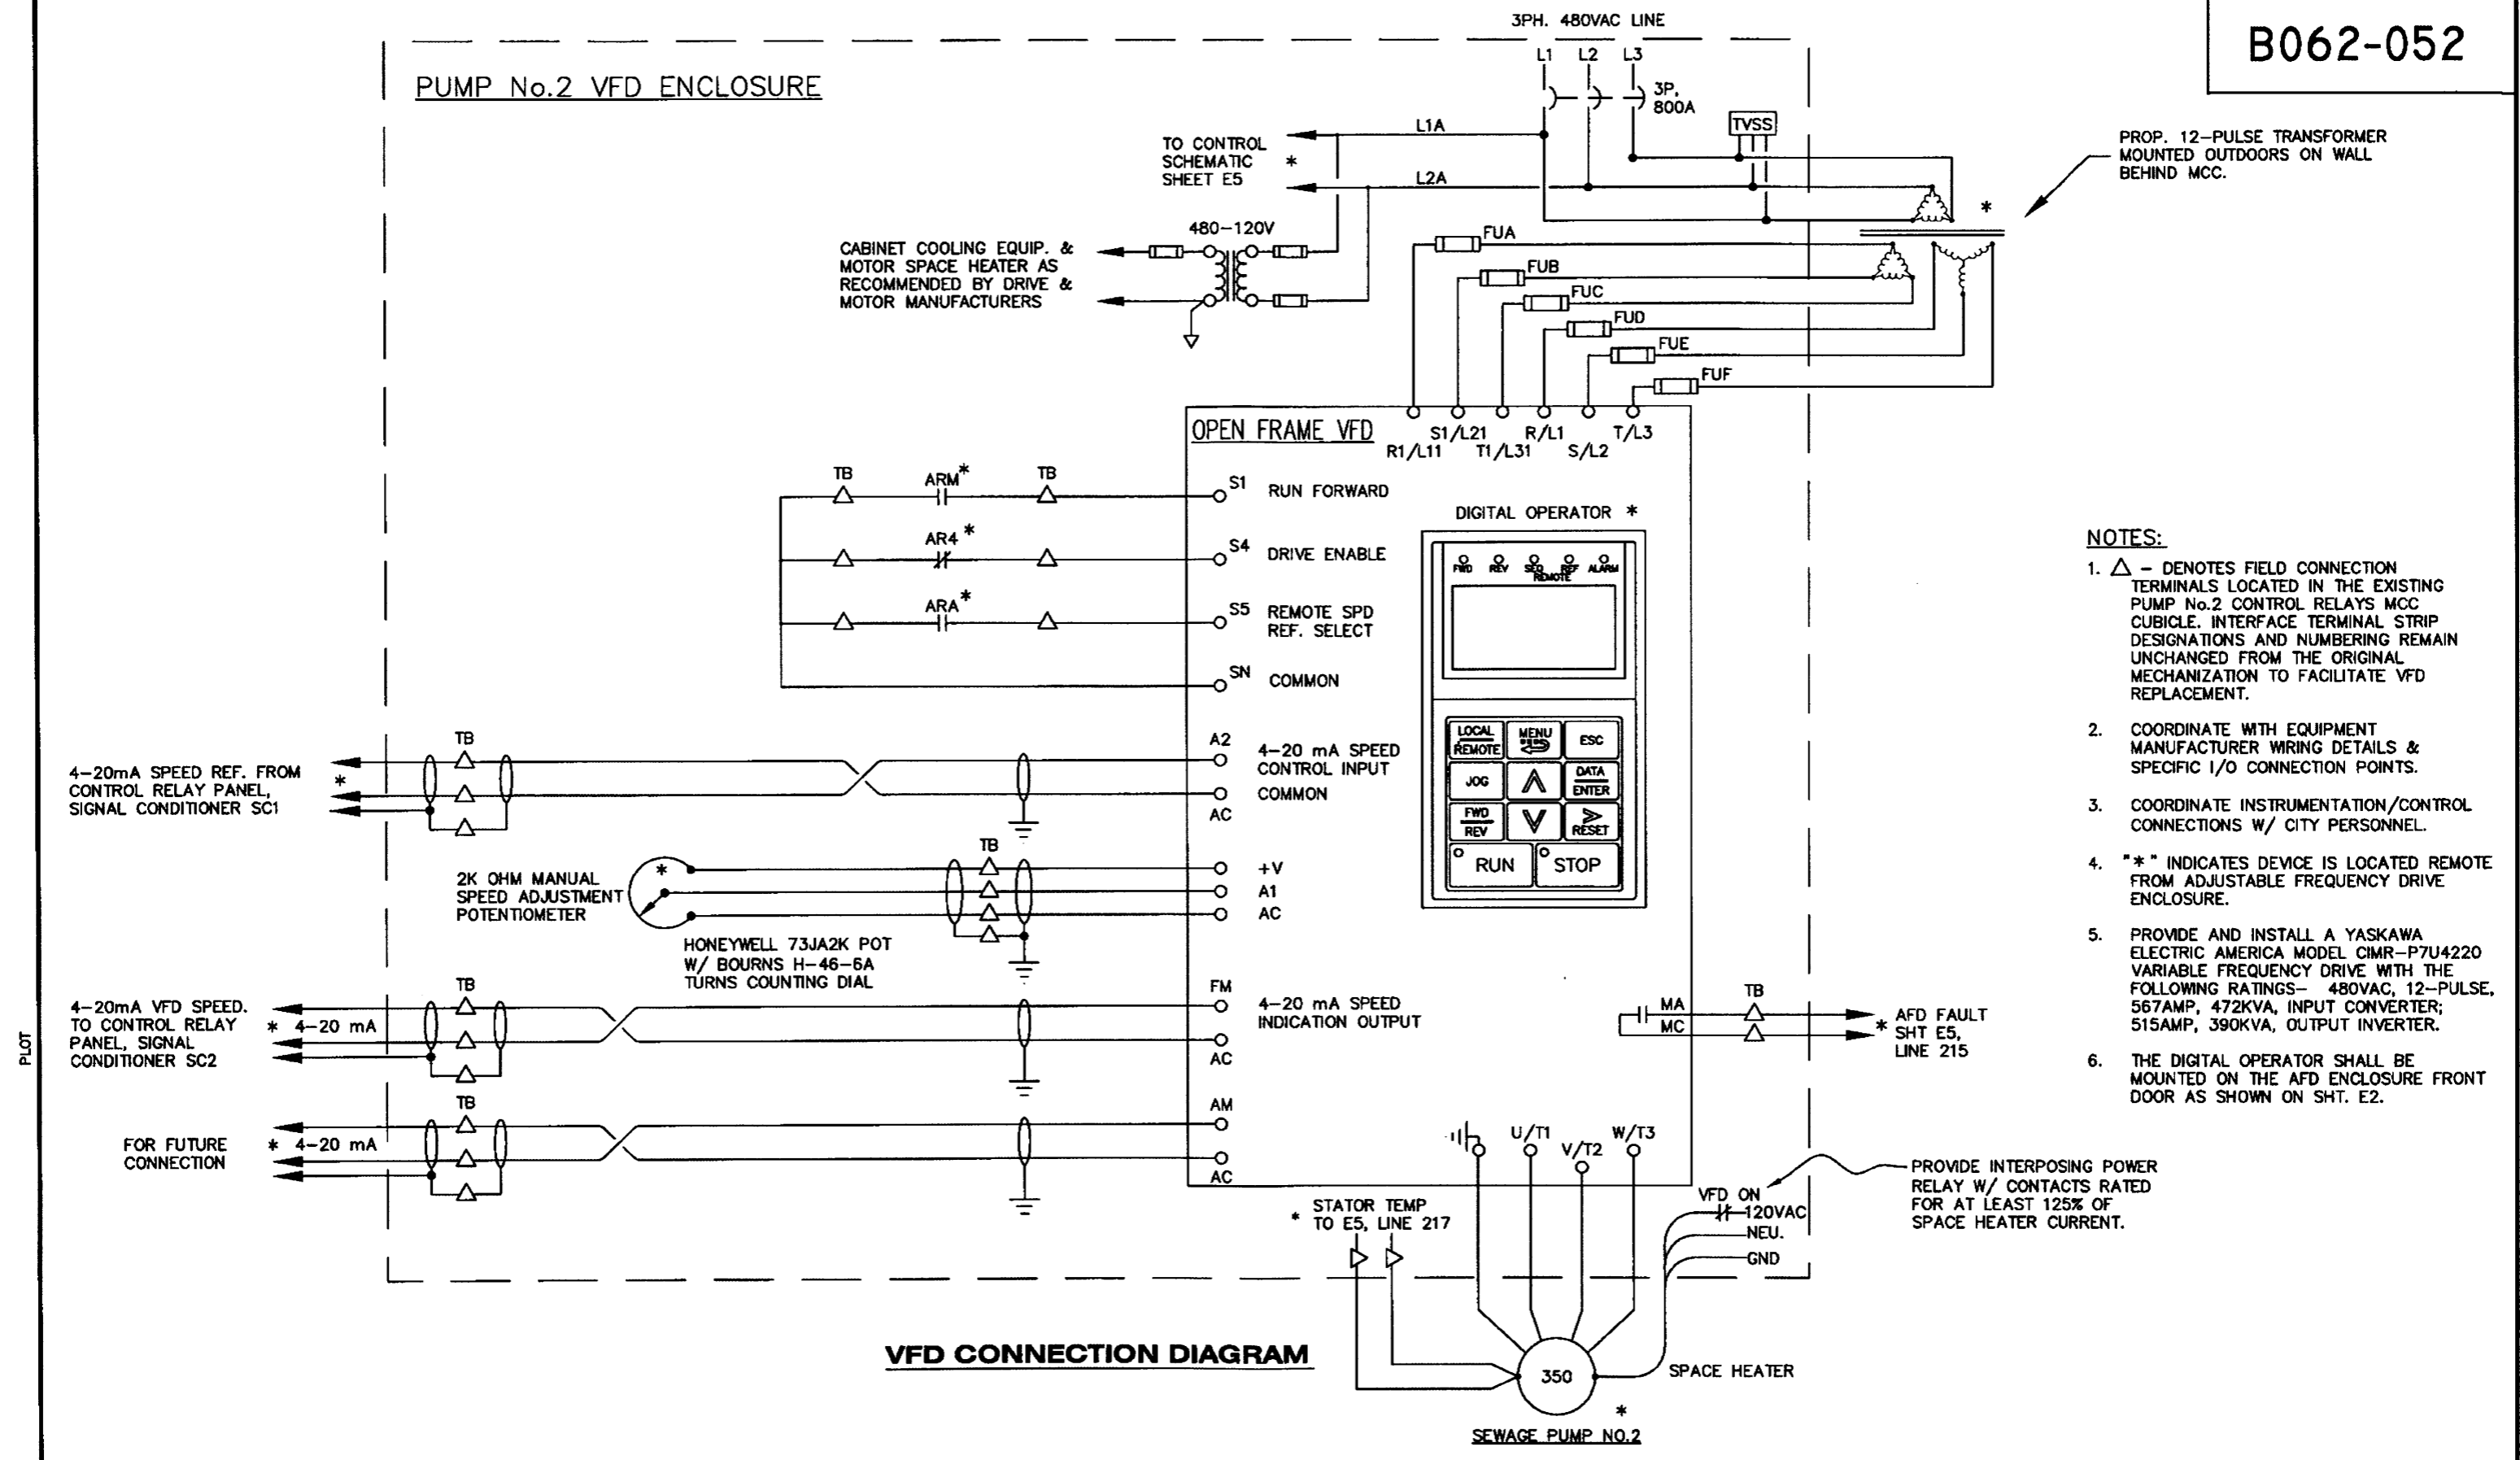 B062-052
3PH. 480VAC LINE
L1 L2 L3
3P,
800A
PUMP No.2 VFD ENCLOSURE
TVSS
L1A
TO CONTROL
SCHEMATIC *
SHEET E5
L2A
PROP. 12-PULSE TRANSFORMER
MOUNTED OUTDOORS ON WALL
BEHIND MCC.
*
480-120V
CABINET COOLING EQUIP. &
MOTOR SPACE HEATER AS
RECOMMENDED BY DRIVE &
MOTOR MANUFACTURERS
FUA
FUB
FUC
FUD
FUE
FUF
OPEN FRAME VFD
S1/L21 R/L1 T/L3
R1/L11 T1/L31 S/L2
TB ARM* TB
S1 RUN FORWARD
AR4*
S4 DRIVE ENABLE
ARA*
S5 REMOTE SPD
REF. SELECT
SN COMMON
DIGITAL OPERATOR *
FWD REV SEQ REF ALARM
REMOTE
LOCAL
REMOTE
MENU
ESC
JOG
DATA
ENTER
FWD
REV
RESET
RUN STOP
TB
4-20mA SPEED REF. FROM
CONTROL RELAY PANEL,
SIGNAL CONDITIONER SC1
*
A2
4-20 mA SPEED
CONTROL INPUT
COMMON
AC
TB
2K OHM MANUAL
SPEED ADJUSTMENT
POTENTIOMETER
*
HONEYWELL 73JA2K POT
W/ BOURNS H-46-6A
TURNS COUNTING DIAL
+V
A1
AC
TB
4-20mA VFD SPEED.
TO CONTROL RELAY
PANEL, SIGNAL
CONDITIONER SC2
* 4-20 mA
FM
4-20 mA SPEED
INDICATION OUTPUT
AC
TB
FOR FUTURE
CONNECTION
* 4-20 mA
AM
AC
MA
MC
TB
AFD FAULT
* SHT E5,
LINE 215
U/T1 V/T2 W/T3
* STATOR TEMP
TO E5, LINE 217
VFD ON
120VAC
NEU.
GND
PROVIDE INTERPOSING POWER
RELAY W/ CONTACTS RATED
FOR AT LEAST 125% OF
SPACE HEATER CURRENT.
SPACE HEATER
350
*
SEWAGE PUMP NO.2
VFD CONNECTION DIAGRAM
NOTES:
1. △ - DENOTES FIELD CONNECTION
TERMINALS LOCATED IN THE EXISTING
PUMP No.2 CONTROL RELAYS MCC
CUBICLE. INTERFACE TERMINAL STRIP
DESIGNATIONS AND NUMBERING REMAIN
UNCHANGED FROM THE ORIGINAL
MECHANIZATION TO FACILITATE VFD
REPLACEMENT.
2. COORDINATE WITH EQUIPMENT
MANUFACTURER WIRING DETAILS &
SPECIFIC I/O CONNECTION POINTS.
3. COORDINATE INSTRUMENTATION/CONTROL
CONNECTIONS W/ CITY PERSONNEL.
4. "*" INDICATES DEVICE IS LOCATED REMOTE
FROM ADJUSTABLE FREQUENCY DRIVE
ENCLOSURE.
5. PROVIDE AND INSTALL A YASKAWA
ELECTRIC AMERICA MODEL CIMR-P7U4220
VARIABLE FREQUENCY DRIVE WITH THE
FOLLOWING RATINGS- 480VAC, 12-PULSE,
567AMP, 472KVA, INPUT CONVERTER;
515AMP, 390KVA, OUTPUT INVERTER.
6. THE DIGITAL OPERATOR SHALL BE
MOUNTED ON THE AFD ENCLOSURE FRONT
DOOR AS SHOWN ON SHT. E2.
PLOT